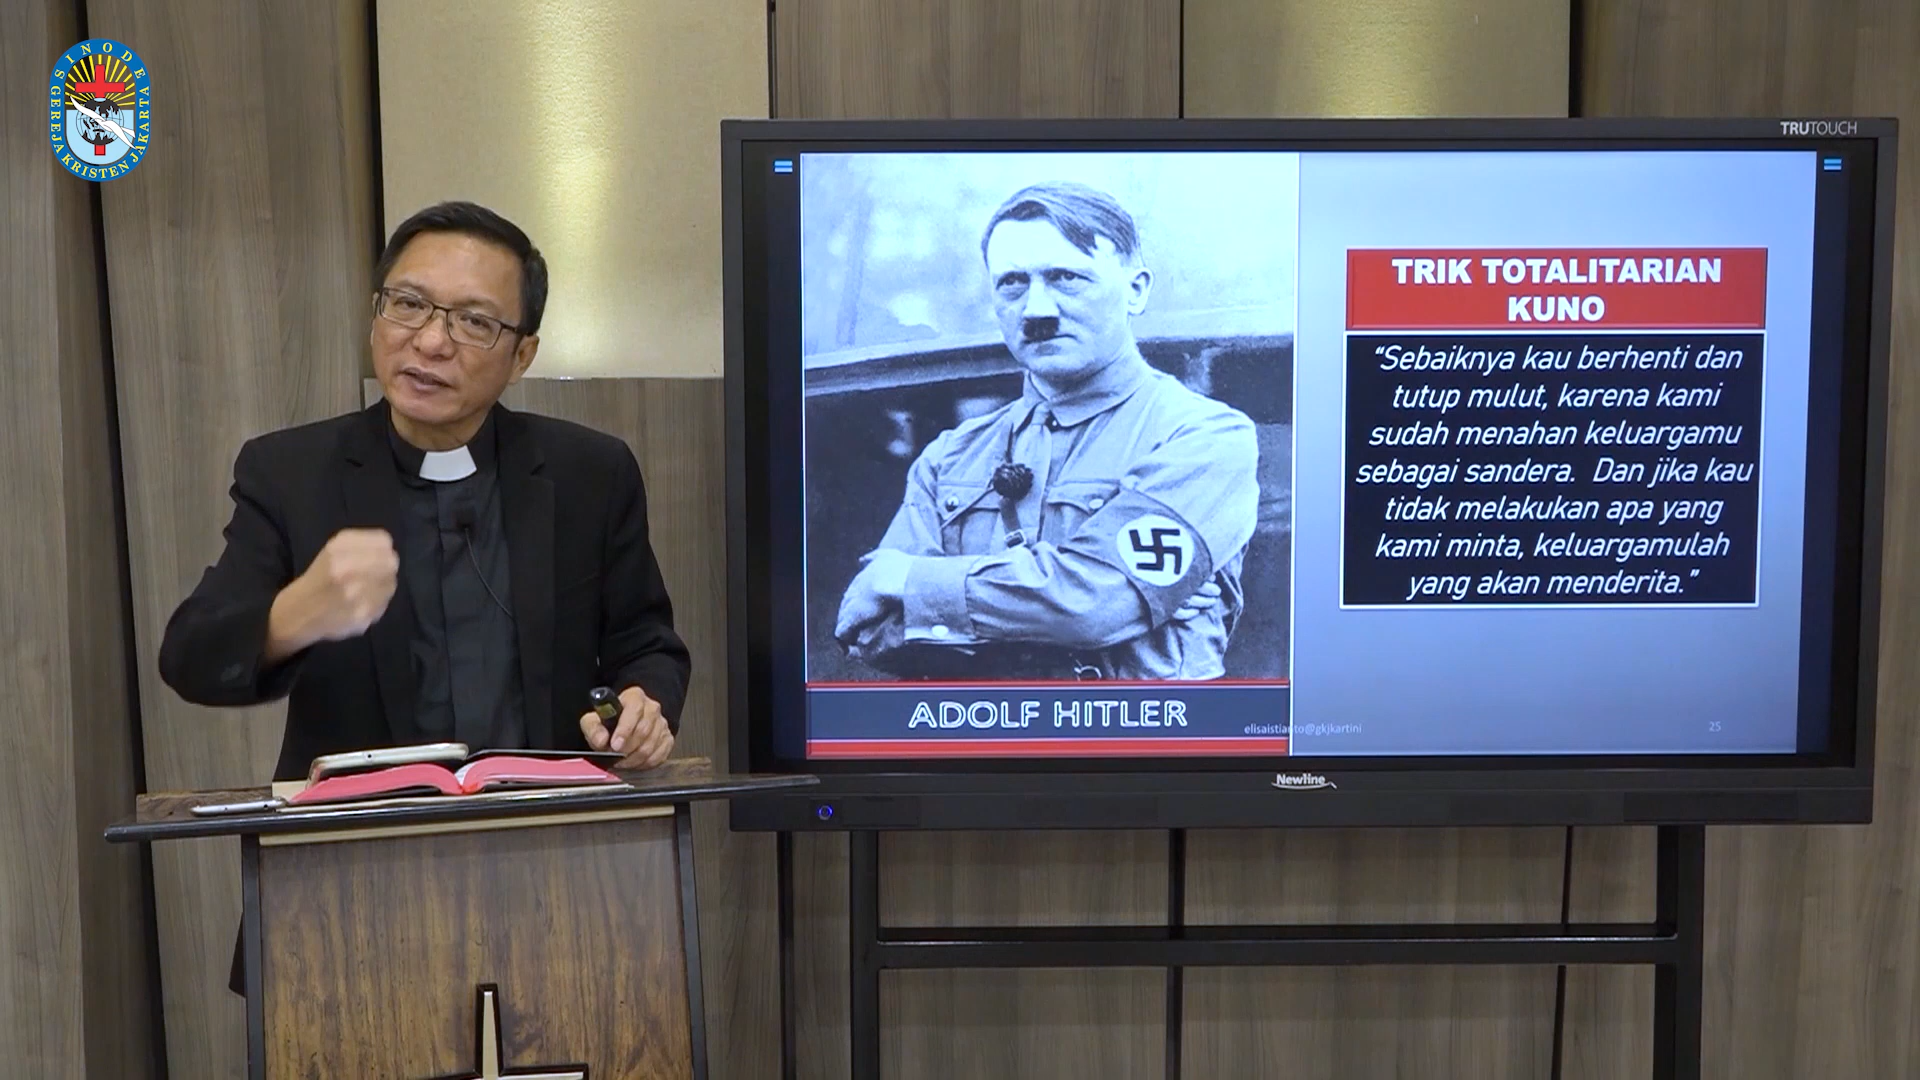 SINODE
GEREJA KRISTEN JAKARTA
TRUTOUCH
TRIK TOTALITARIAN
KUNO
“Sebaiknya kau berhenti dan
tutup mulut, karena kami
sudah menahan keluargamu
sebagai sandera. Dan jika kau
tidak melakukan apa yang
kami minta, keluargamulah
yang akan menderita.”
ADOLF HITLER
elisaistianto@gkjkartini
25
Newline